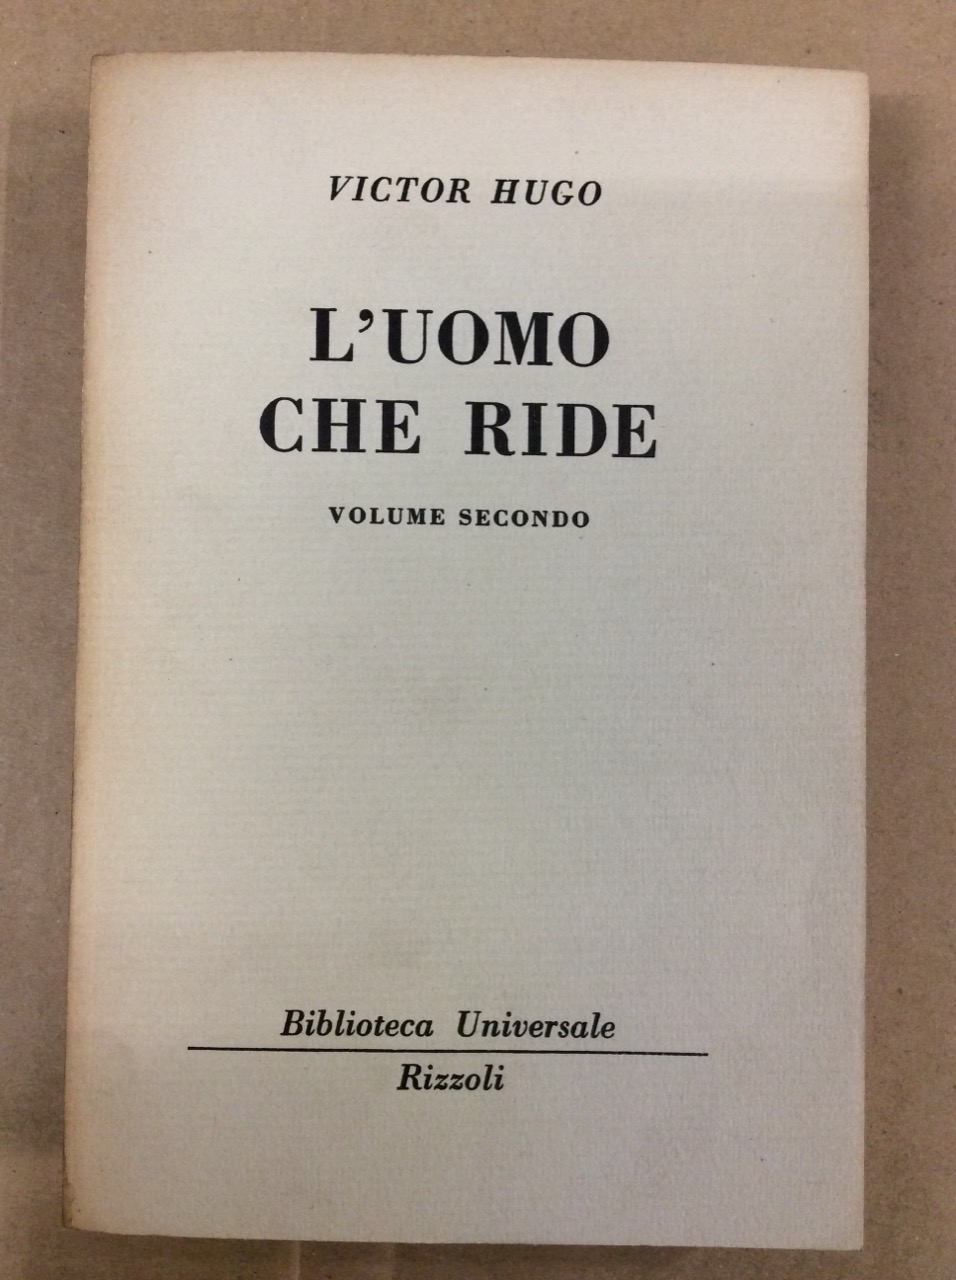 VICTOR HUGO
L'UOMO
CHE RIDE
VOLUME SECONDO
Biblioteca Universale
Rizzoli